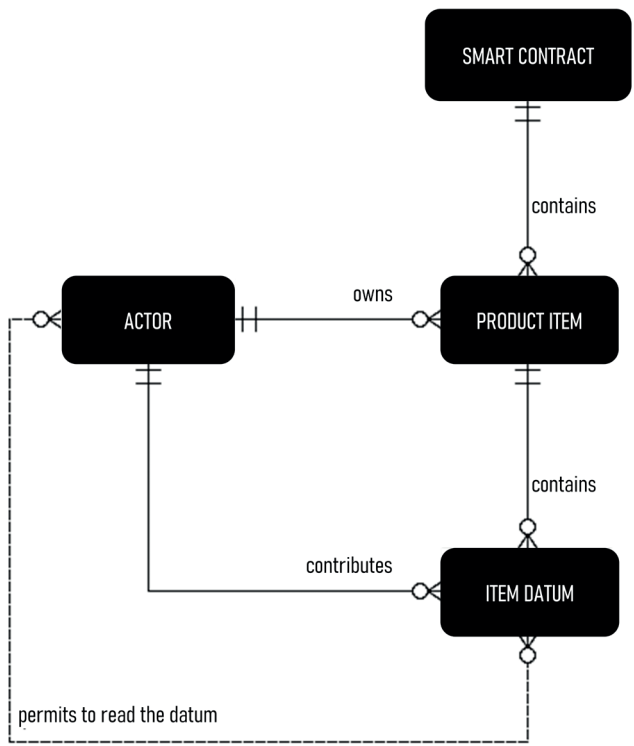 SMART CONTRACT
contains
owns
ACTOR
PRODUCT ITEM
contains
contributes
ITEM DATUM
permits to read the datum